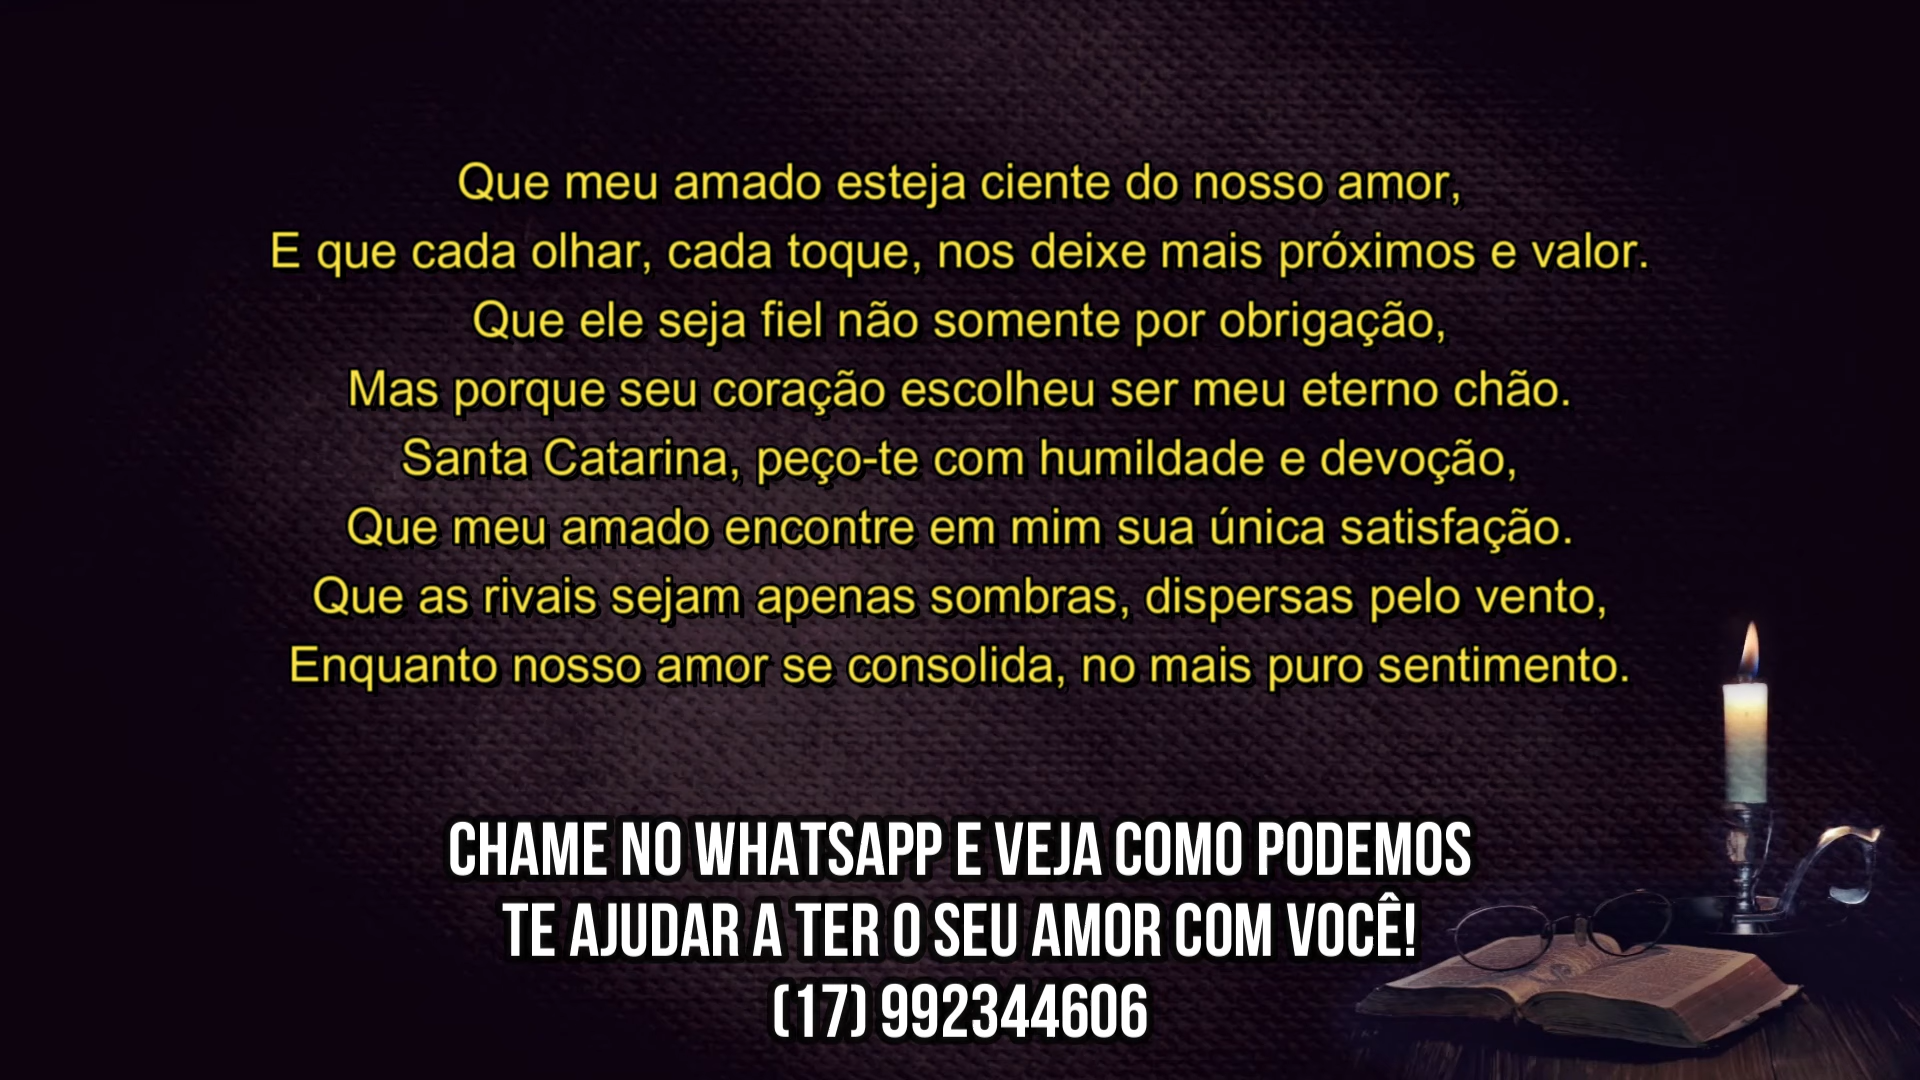 Que meu amado esteja ciente do nosso amor,
E que cada olhar, cada toque, nos deixe mais próximos e valor.
Que ele seja fiel não somente por obrigação,
Mas porque seu coração escolheu ser meu eterno chão.
Santa Catarina, peço-te com humildade e devoção,
Que meu amado encontre em mim sua única satisfação.
Que as rivais sejam apenas sombras, dispersas pelo vento,
Enquanto nosso amor se consolida, no mais puro sentimento.
CHAME NO WHATSAPP E VEJA COMO PODEMOS
TE AJUDAR A TER O SEU AMOR COM VOCÊ!
(17) 992344606